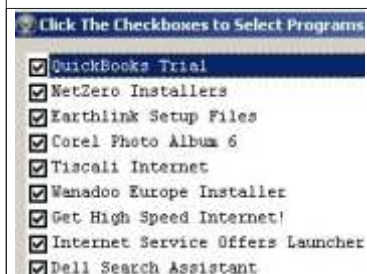 Click The Checkboxes to Select Programs
QuickBooks Trial
NetZero Installers
Earthlink Setup Files
Corel Photo Album 6
Tiscali Internet
Wanadoo Europe Installer
Get High Speed Internet!
Internet Service Offers Launcher
Dell Search Assistant